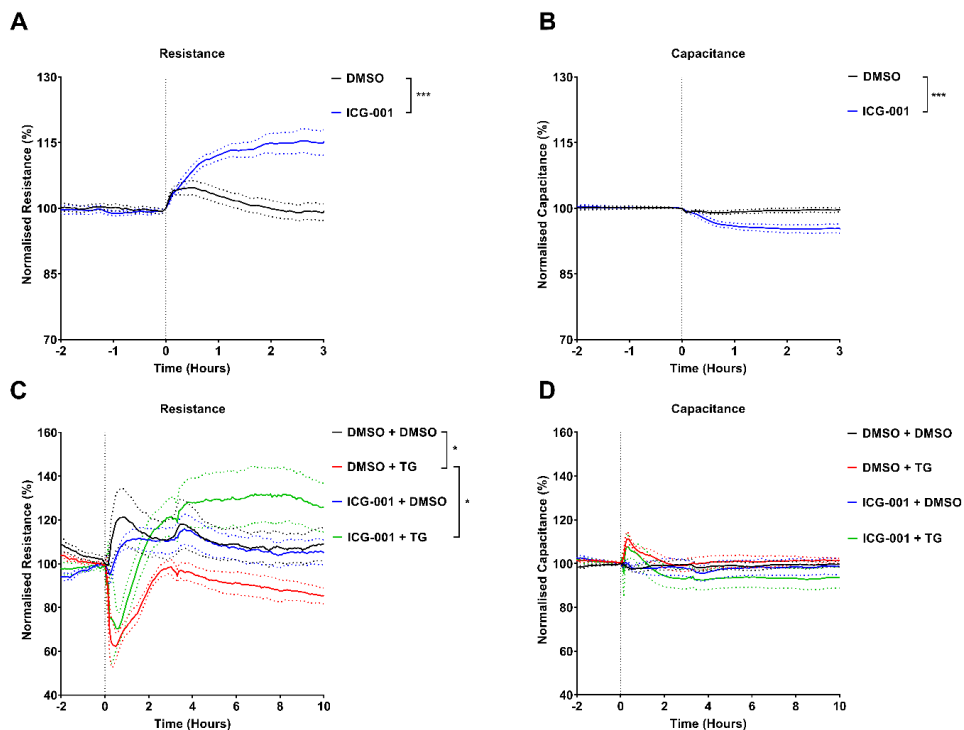 A
Resistance
Normalised Resistance (%)
130
115
100
85
70
-2
-1
0
1
2
3
Time (Hours)
DMSO
ICG-001
***
B
Capacitance
Normalised Capacitance (%)
130
115
100
85
70
-2
-1
0
1
2
3
Time (Hours)
DMSO
ICG-001
***
C
Resistance
Normalised Resistance (%)
160
140
120
100
80
60
40
-2
0
2
4
6
8
10
Time (Hours)
DMSO + DMSO
DMSO + TG
ICG-001 + DMSO
ICG-001 + TG
*
*
D
Capacitance
Normalised Capacitance (%)
160
140
120
100
80
60
40
-2
0
2
4
6
8
10
Time (Hours)
DMSO + DMSO
DMSO + TG
ICG-001 + DMSO
ICG-001 + TG